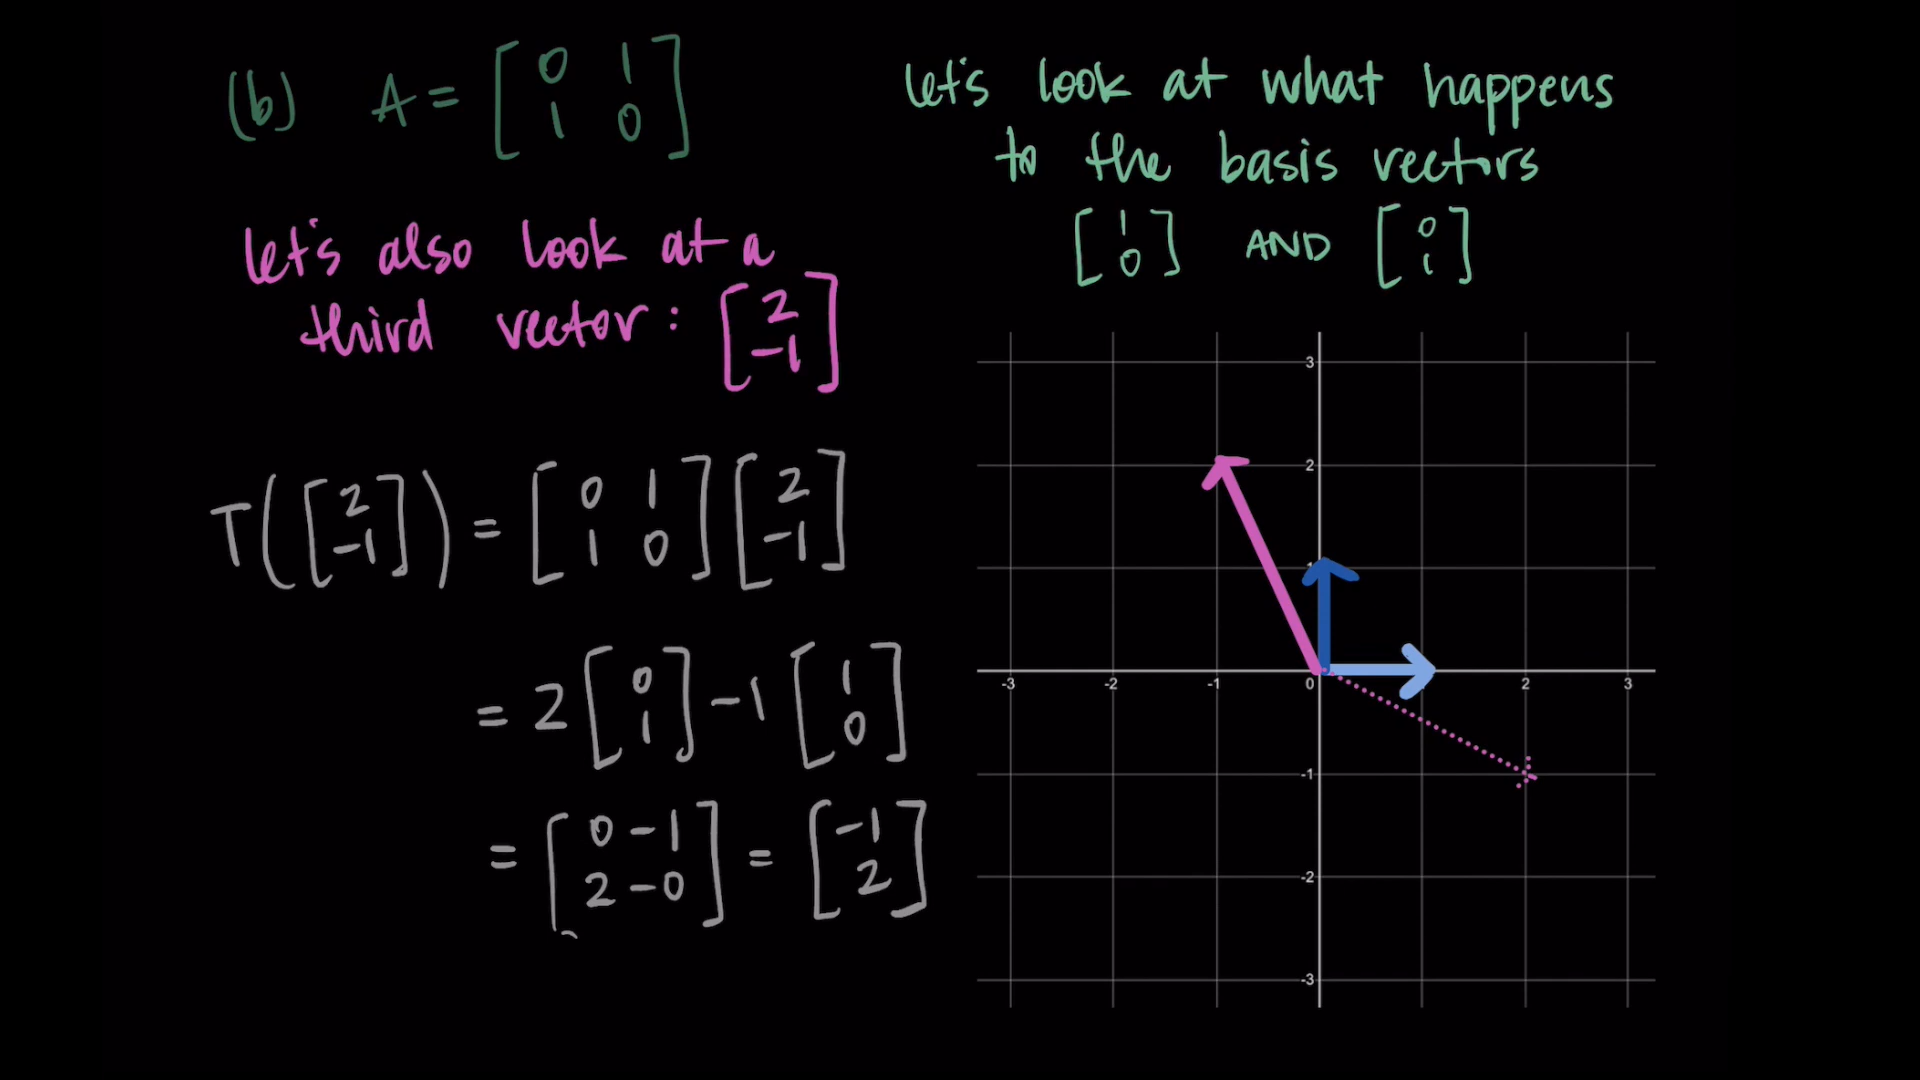 (b) A = [0 1; 1 0]
let's also look at a
third vector: [2; -1]
T([2; -1]) = [0 1; 1 0][2; -1]
= 2[0; 1] - 1[1; 0]
= [0 - 1; 2 - 0] = [-1; 2]
let's look at what happens
to the basis vectors
[1; 0] AND [0; 1]
3
2
1
-3 -2 -1 0 2 3
-1
-2
-3